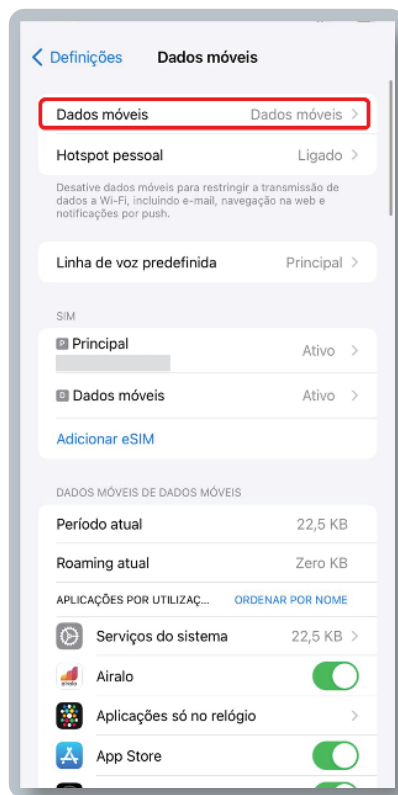 Definições Dados móveis
Dados móveis Dados móveis
Hotspot pessoal Ligado
Desative dados móveis para restringir a transmissão de
dados a Wi-Fi, incluindo e-mail, navegação na web e
notificações por push.
Linha de voz predefinida Principal
SIM
P Principal
Ativo
D Dados móveis Ativo
Adicionar eSIM
DADOS MÓVEIS DE DADOS MÓVEIS
Período atual 22,5 KB
Roaming atual Zero KB
APLICAÇÕES POR UTILIZAÇ... ORDENAR POR NOME
Serviços do sistema 22,5 KB
airalo Airalo
Aplicações só no relógio
App Store